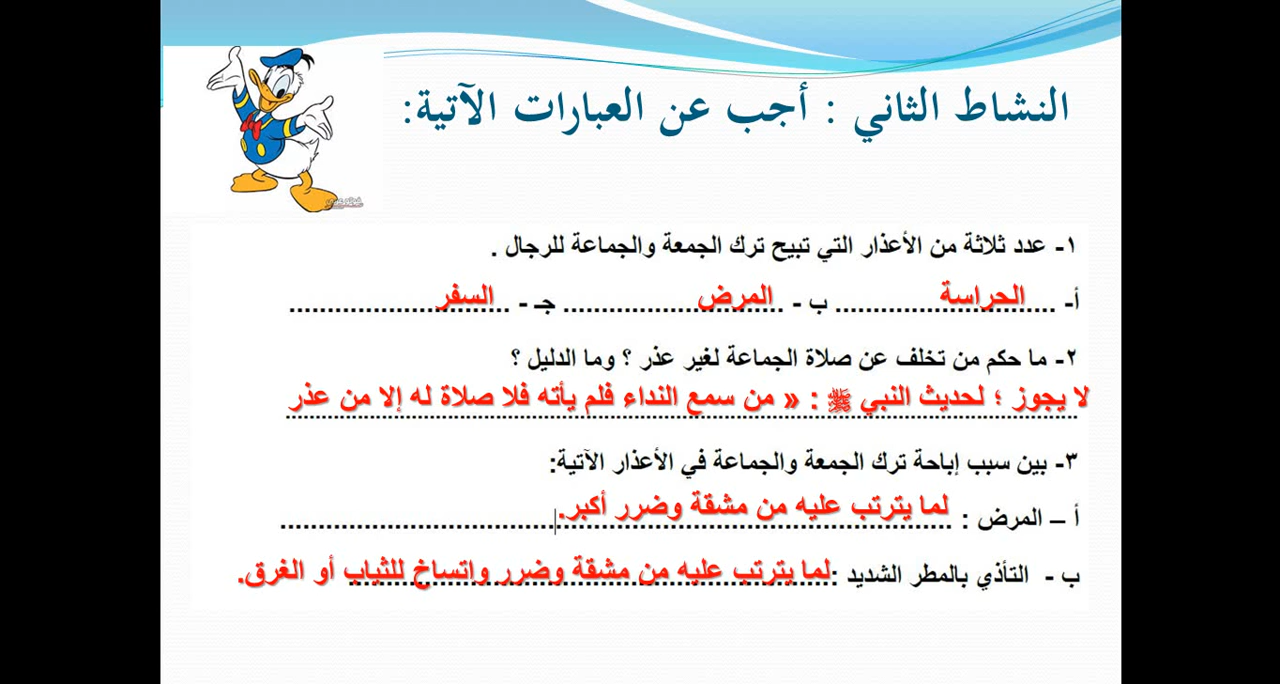 النشاط الثاني : أجب عن العبارات الآتية:
١- عدد ثلاثة من الأعذار التي تبيح ترك الجمعة والجماعة للرجال .
أ- الحراسة ب - المرض جـ - السفر
٢- ما حكم من تخلف عن صلاة الجماعة لغير عذر ؟ وما الدليل ؟
لا يجوز ؛ لحديث النبي ﷺ : « من سمع النداء فلم يأته فلا صلاة له إلا من عذر
٣- بين سبب إباحة ترك الجمعة والجماعة في الأعذار الآتية:
أ – المرض : لما يترتب عليه من مشقة وضرر أكبر.
ب - التأذي بالمطر الشديد : لما يترتب عليه من مشقة وضرر واتساخ للثياب أو الغرق.